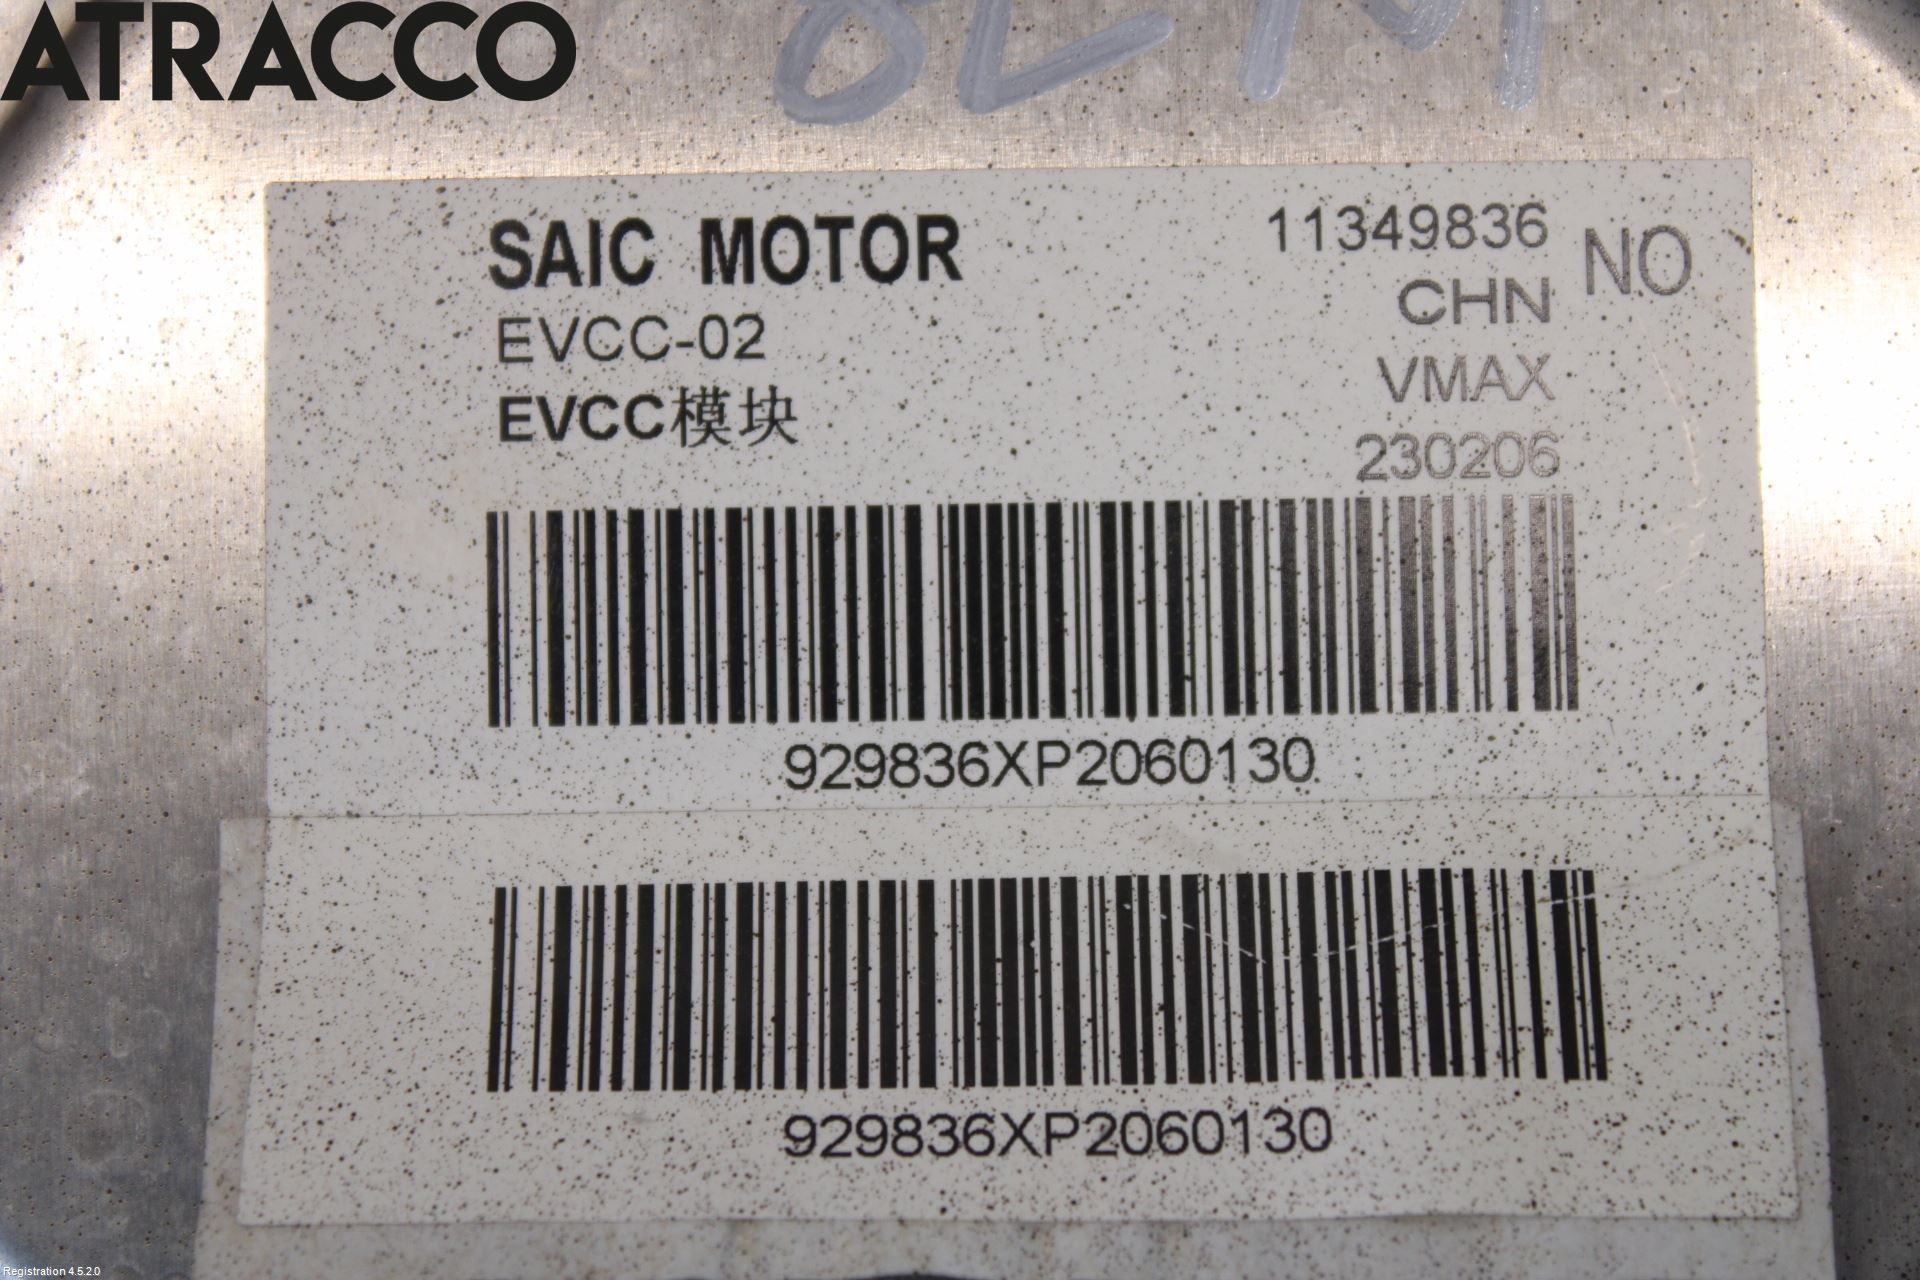 ATRACCO
SAIC MOTOR
11349836
NO
EVCC-02
CHN
EVCC模块
VMAX
230206
929836XP2060130
929836XP2060130
Registration 4.5.2.0